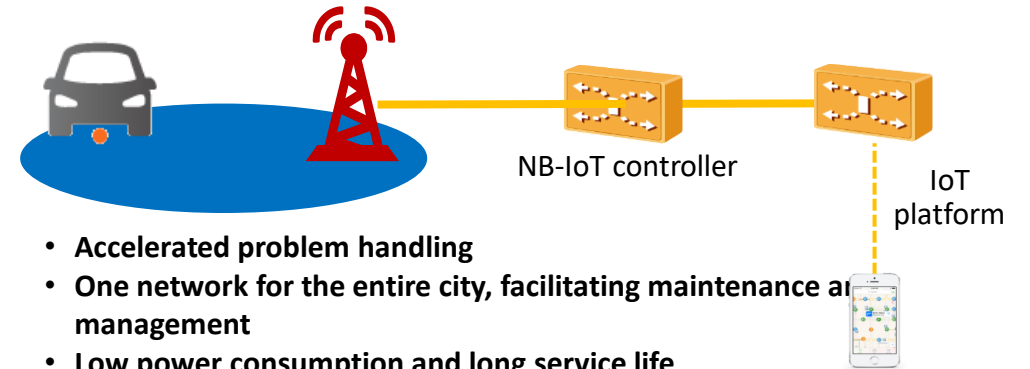 NB-IoT controller
IoT
platform
• Accelerated problem handling
• One network for the entire city, facilitating maintenance
management
• Low power consumption and long service life